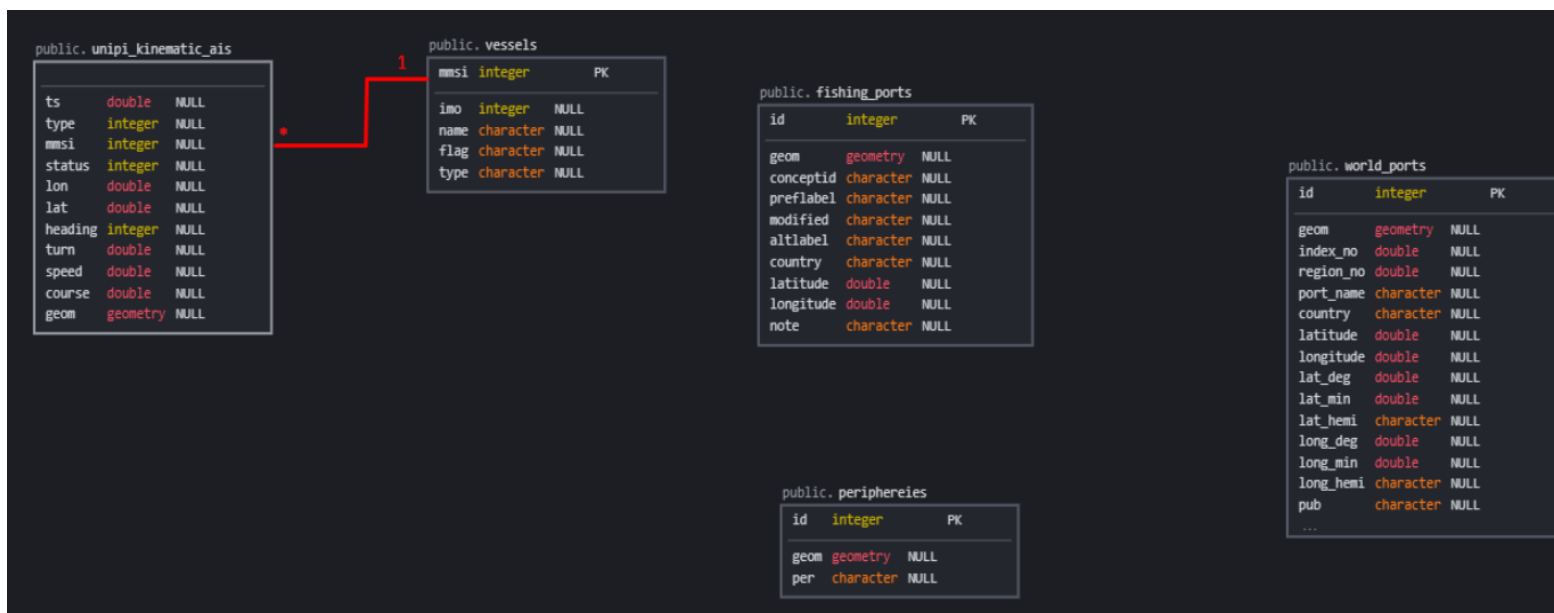 public. unipi_kinematic_ais
ts double NULL
type integer NULL
mmsi integer NULL
status integer NULL
lon double NULL
lat double NULL
heading integer NULL
turn double NULL
speed double NULL
course double NULL
geom geometry NULL
*
1
public. vessels
mmsi integer PK
imo integer NULL
name character NULL
flag character NULL
type character NULL
public. fishing_ports
id integer PK
geom geometry NULL
conceptid character NULL
preflabel character NULL
modified character NULL
altlabel character NULL
country character NULL
latitude double NULL
longitude double NULL
note character NULL
public. periphereies
id integer PK
geom geometry NULL
per character NULL
public. world_ports
id integer PK
geom geometry NULL
index_no double NULL
region_no double NULL
port_name character NULL
country character NULL
latitude double NULL
longitude double NULL
lat_deg double NULL
lat_min double NULL
lat_hemi character NULL
long_deg double NULL
long_min double NULL
long_hemi character NULL
pub character NULL
...